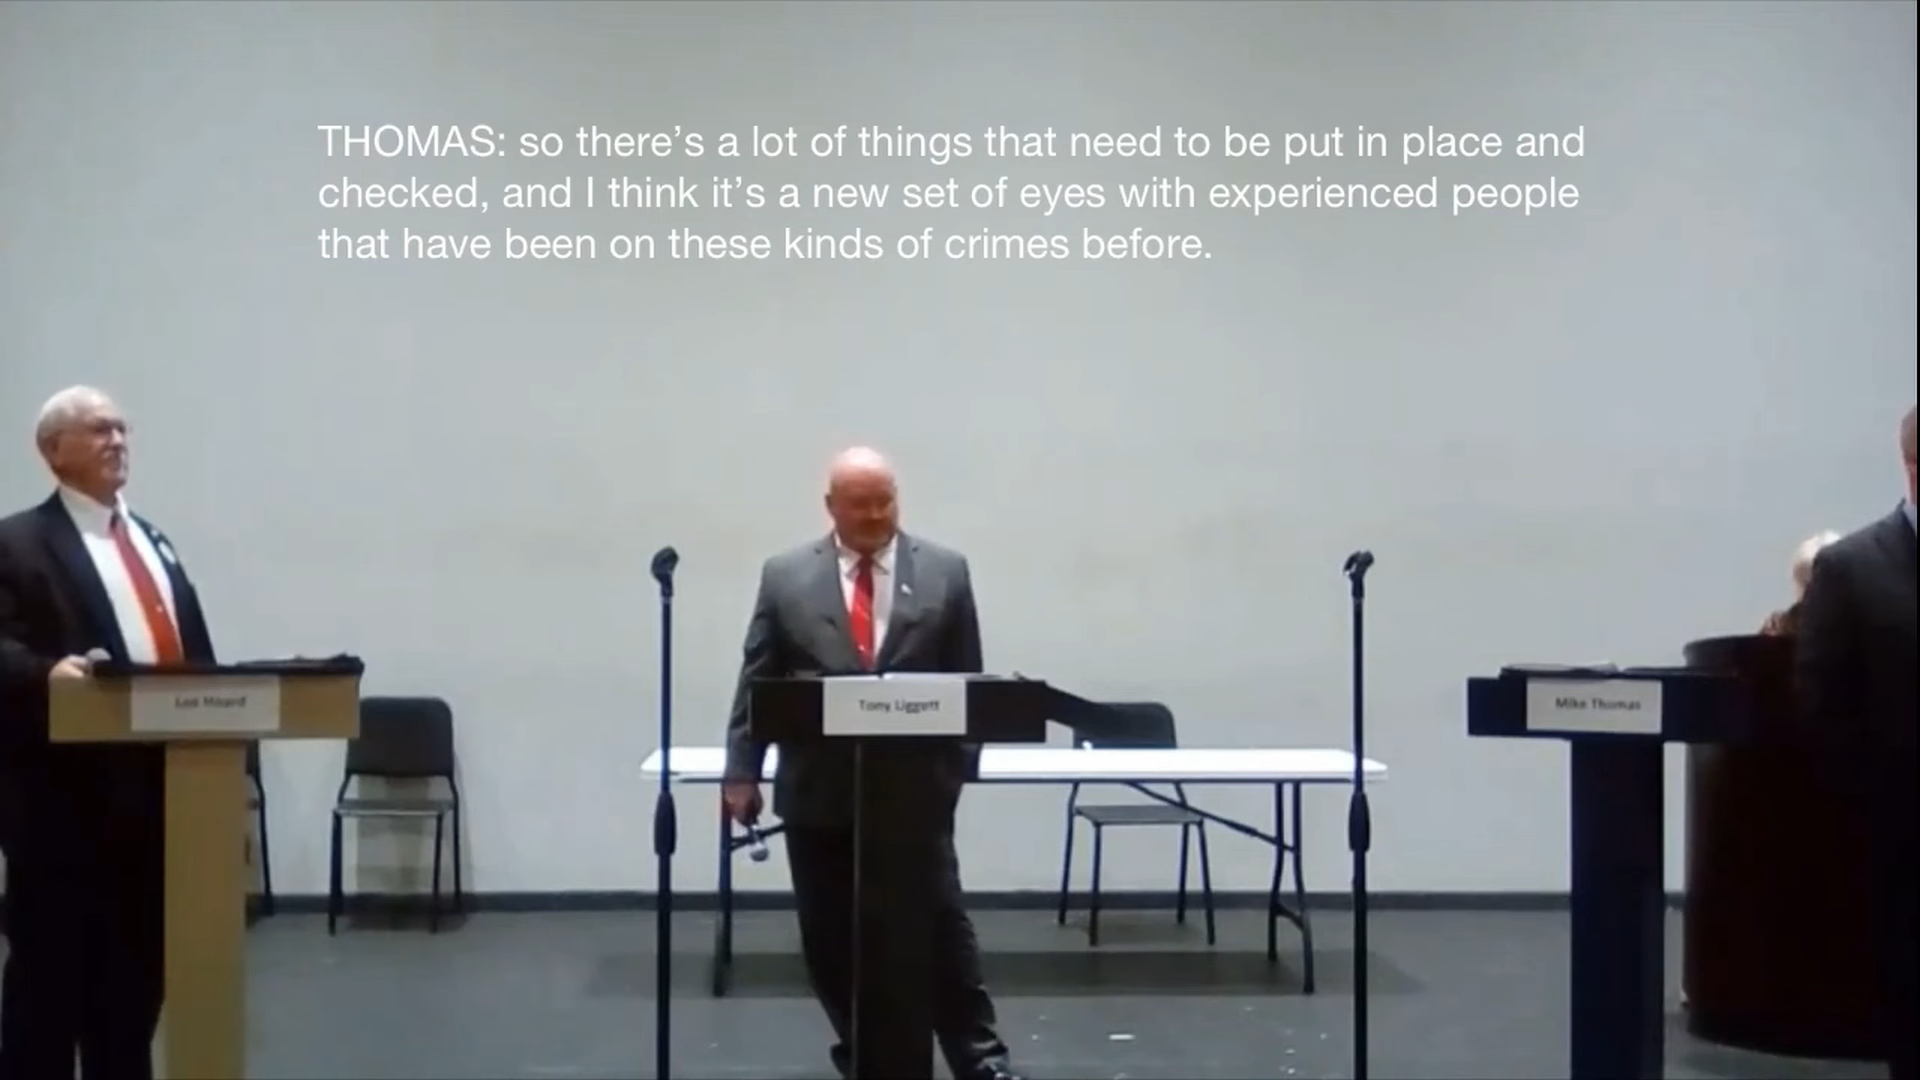 THOMAS: so there’s a lot of things that need to be put in place and
checked, and I think it’s a new set of eyes with experienced people
that have been on these kinds of crimes before.
Tony Liggett
Mike Thomas